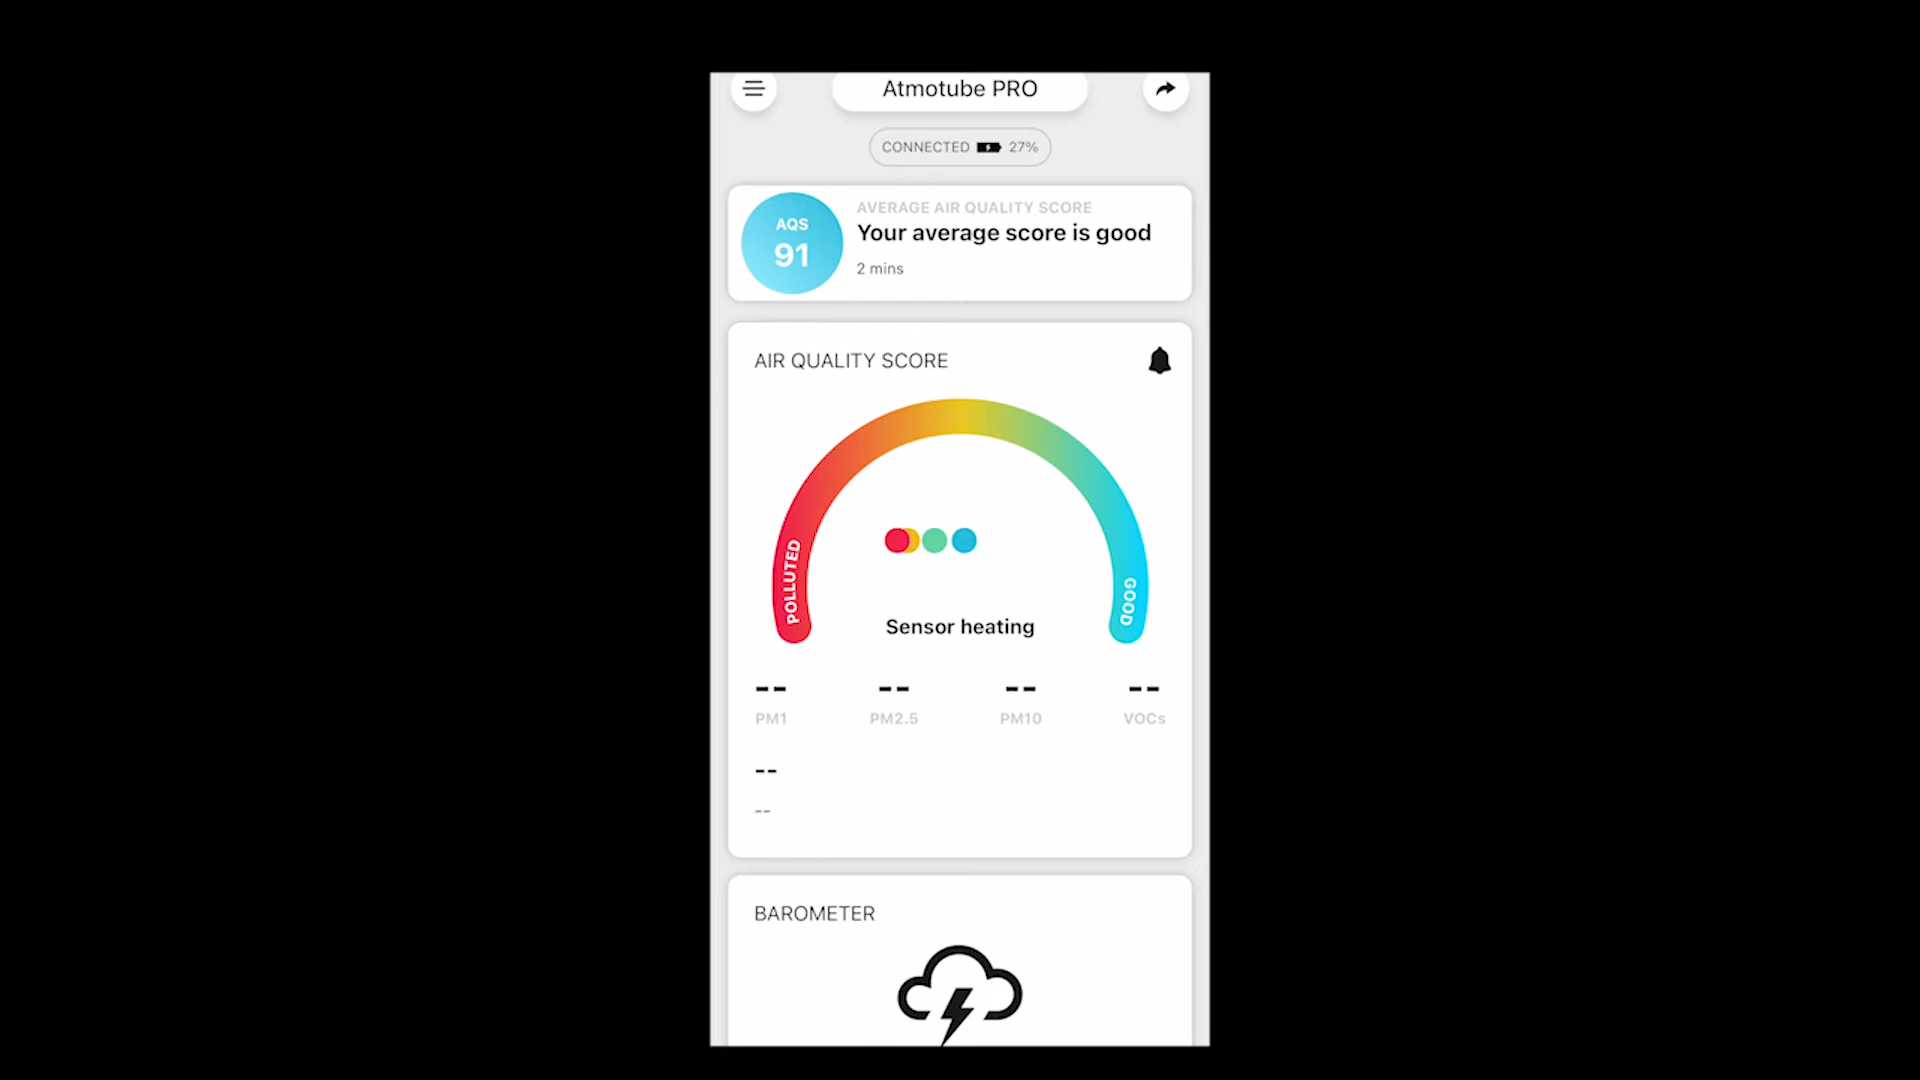 Atmotube PRO
CONNECTED 27%
AQS
91
AVERAGE AIR QUALITY SCORE
Your average score is good
2 mins
AIR QUALITY SCORE
POLLUTED
GOOD
Sensor heating
-- -- -- --
PM1 PM2.5 PM10 VOCs
--
--
BAROMETER